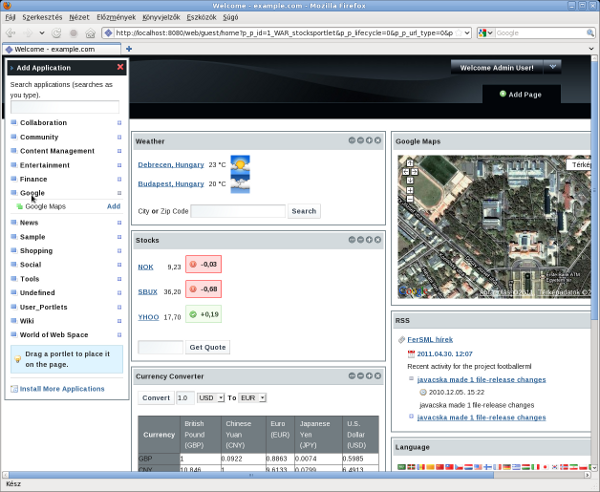 Welcome - example.com - Mozilla Firefox
Fájl Szerkesztés Nézet Előzmények Könyvjelzők Eszközök Súgó
http://localhost:8080/web/guest/home?p_p_id=1_WAR_stocksportlet&p_p_lifecycle=0&p_p_url_type=0&p
Google
Welcome - example.com
Add Application
Search applications (searches as
you type).
Collaboration
Community
Content Management
Entertainment
Finance
Google
Google Maps Add
News
Sample
Shopping
Social
Tools
Undefined
User_Portlets
Wiki
World of Web Space
Drag a portlet to place it
on the page.
Install More Applications
Welcome Admin User!
Add Page
Weather
Debrecen, Hungary 23 °C
Budapest, Hungary 20 °C
City or Zip Code Search
Stocks
NOK 9,23 -0,03
SBUX 36,20 -0,68
YHOO 17,70 +0,19
Get Quote
Currency Converter
Convert 1.0 USD To EUR
Currency British Pound (GBP) Chinese Yuan (CNY) Euro (EUR) Japanese Yen (JPY) U.S. Dollar (USD)
GBP 1 0.0922 0.8863 0.0074 0.5985
CNY 10.846 1 9.6133 0.0799 6.4913
Google Maps
Térké
RSS
FerSML hírek
2011.04.30. 12:07
Recent activity for the project footballerml
javacska made 1 file-release changes
2010.12.05. 15:22
javacska made 1 file-release changes
javacska made 1 file-release changes
Language
Kész